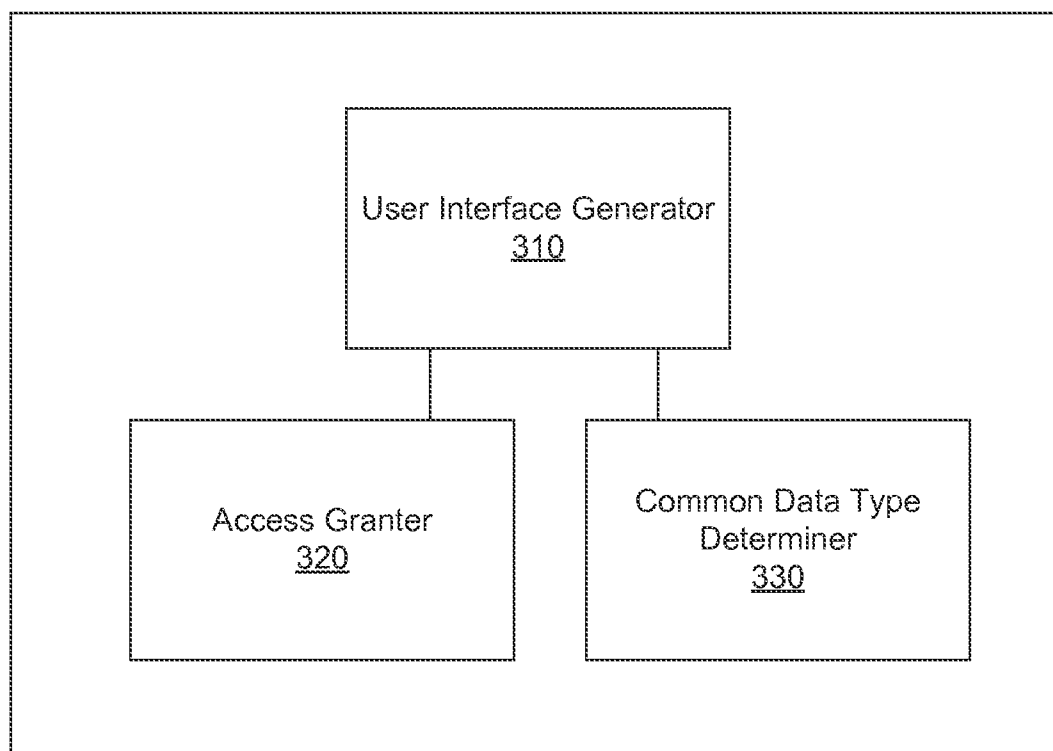 User Interface Generator
310
Access Granter
320
Common Data Type
Determiner
330